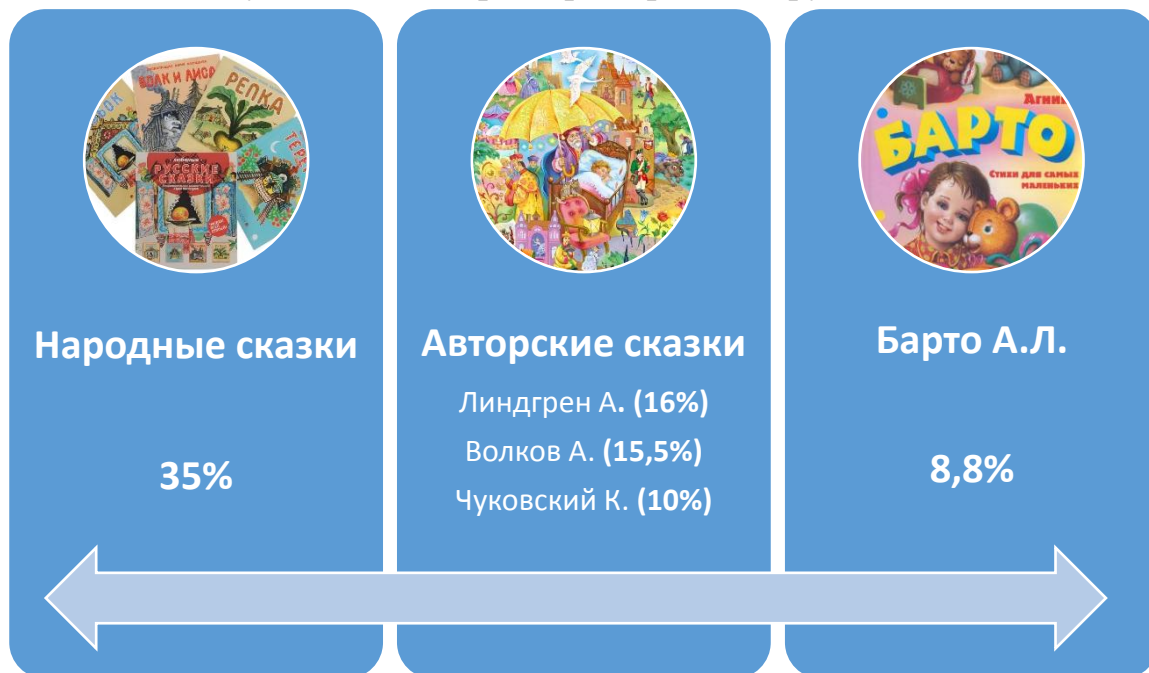 ВОЛК И ЛИСА
РЕПКА
РУССКИЕ
СКАЗКИ
БАРТО
СТИХИ ДЛЯ САМЫХ
МАЛЕНЬКИХ
Народные сказки
35%
Авторские сказки
Линдгрен А. (16%)
Волков А. (15,5%)
Чуковский К. (10%)
Барто А.Л.
8,8%